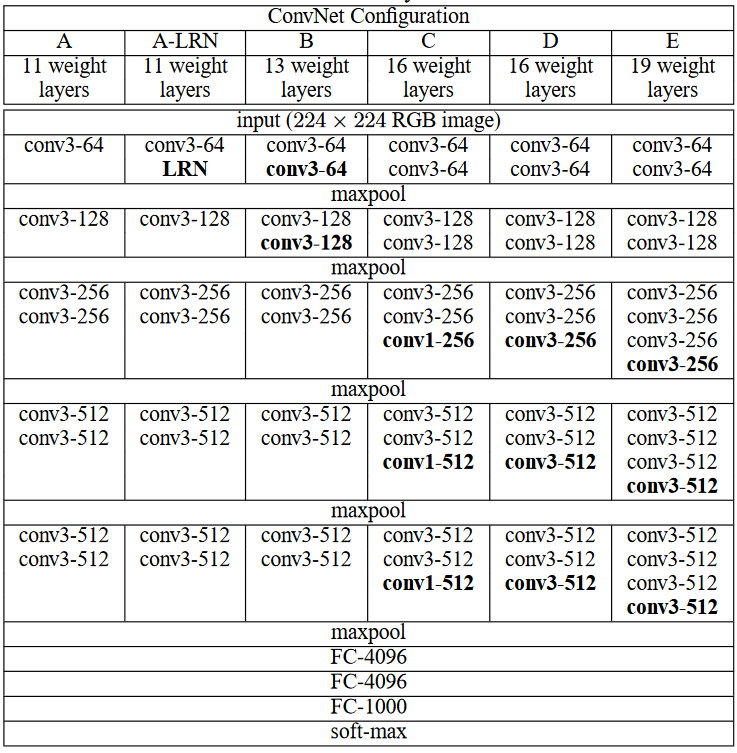 ConvNet Configuration
A A-LRN B C D E
11 weight 11 weight 13 weight 16 weight 16 weight 19 weight
layers layers layers layers layers layers
input (224 × 224 RGB image)
conv3-64 conv3-64 conv3-64 conv3-64 conv3-64 conv3-64
LRN conv3-64 conv3-64 conv3-64 conv3-64
maxpool
conv3-128 conv3-128 conv3-128 conv3-128 conv3-128 conv3-128
conv3-128 conv3-128 conv3-128 conv3-128
maxpool
conv3-256 conv3-256 conv3-256 conv3-256 conv3-256 conv3-256
conv3-256 conv3-256 conv3-256 conv3-256 conv3-256 conv3-256
conv1-256 conv3-256 conv3-256
conv3-256
maxpool
conv3-512 conv3-512 conv3-512 conv3-512 conv3-512 conv3-512
conv3-512 conv3-512 conv3-512 conv3-512 conv3-512 conv3-512
conv1-512 conv3-512 conv3-512
conv3-512
maxpool
conv3-512 conv3-512 conv3-512 conv3-512 conv3-512 conv3-512
conv3-512 conv3-512 conv3-512 conv3-512 conv3-512 conv3-512
conv1-512 conv3-512 conv3-512
conv3-512
maxpool
FC-4096
FC-4096
FC-1000
soft-max